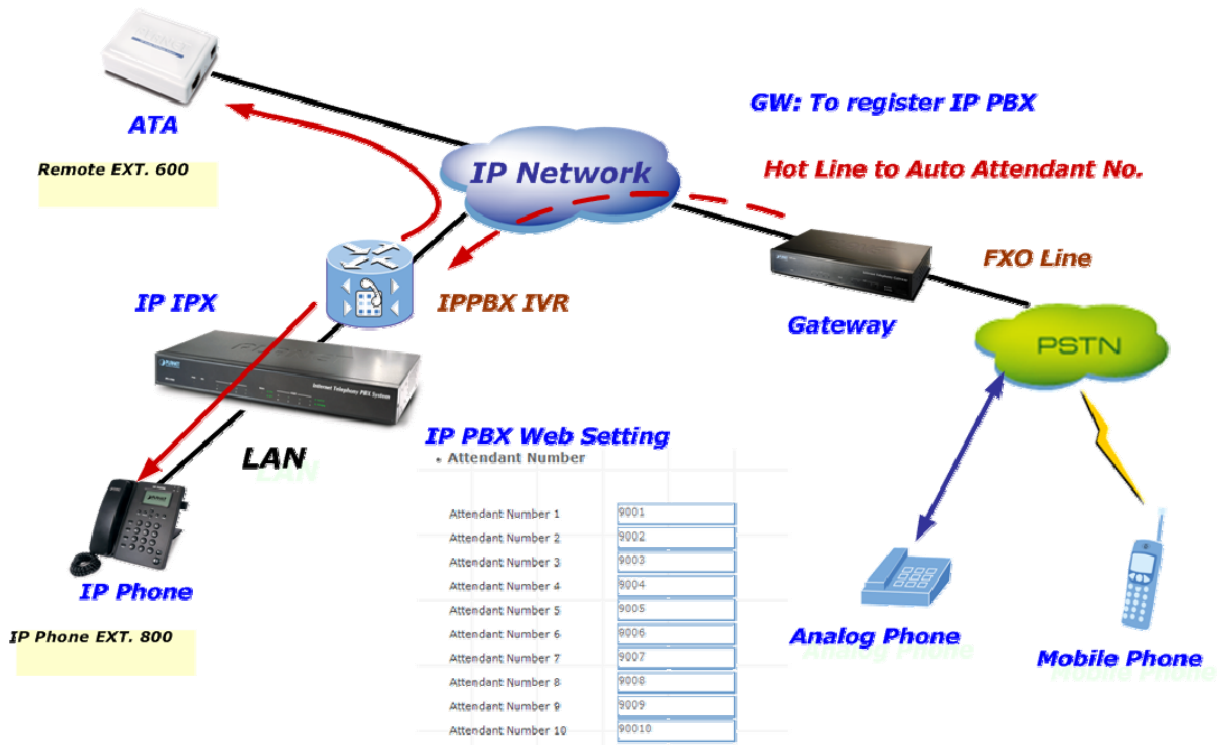 ATA
Remote EXT. 600
IP Network
GW: To register IP PBX
Hot Line to Auto Attendant No.
FXO Line
IP IPX
IPPBX IVR
Gateway
PSTN
Internet Telephony PBX System
LAN
IP PBX Web Setting
• Attendant Number
Attendant Number 1 9001
Attendant Number 2 9002
Attendant Number 3 9003
Attendant Number 4 9004
Attendant Number 5 9005
Attendant Number 6 9006
Attendant Number 7 9007
Attendant Number 8 9008
Attendant Number 9 9009
Attendant Number 10 90010
IP Phone
IP Phone EXT. 800
Analog Phone
Mobile Phone